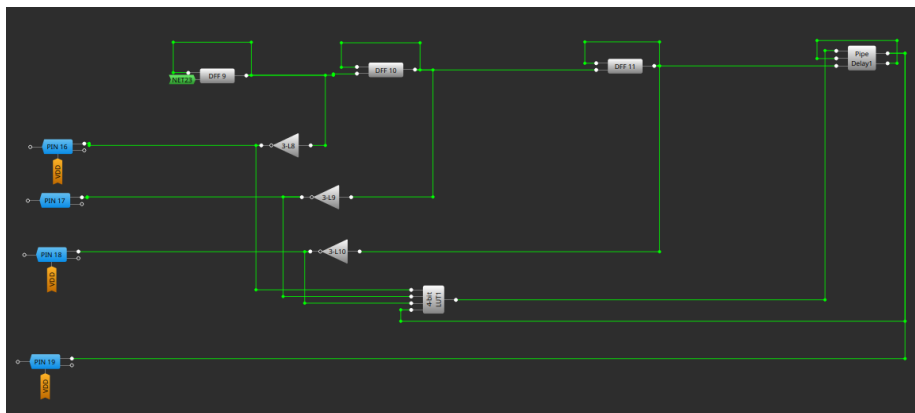 NET23
DFF 9
DFF 10
DFF 11
Pipe
Delay1
PIN 16
VDD
3-L8
PIN 17
3-L9
PIN 18
VDD
3-L10
4-bit
LUT1
PIN 19
VDD